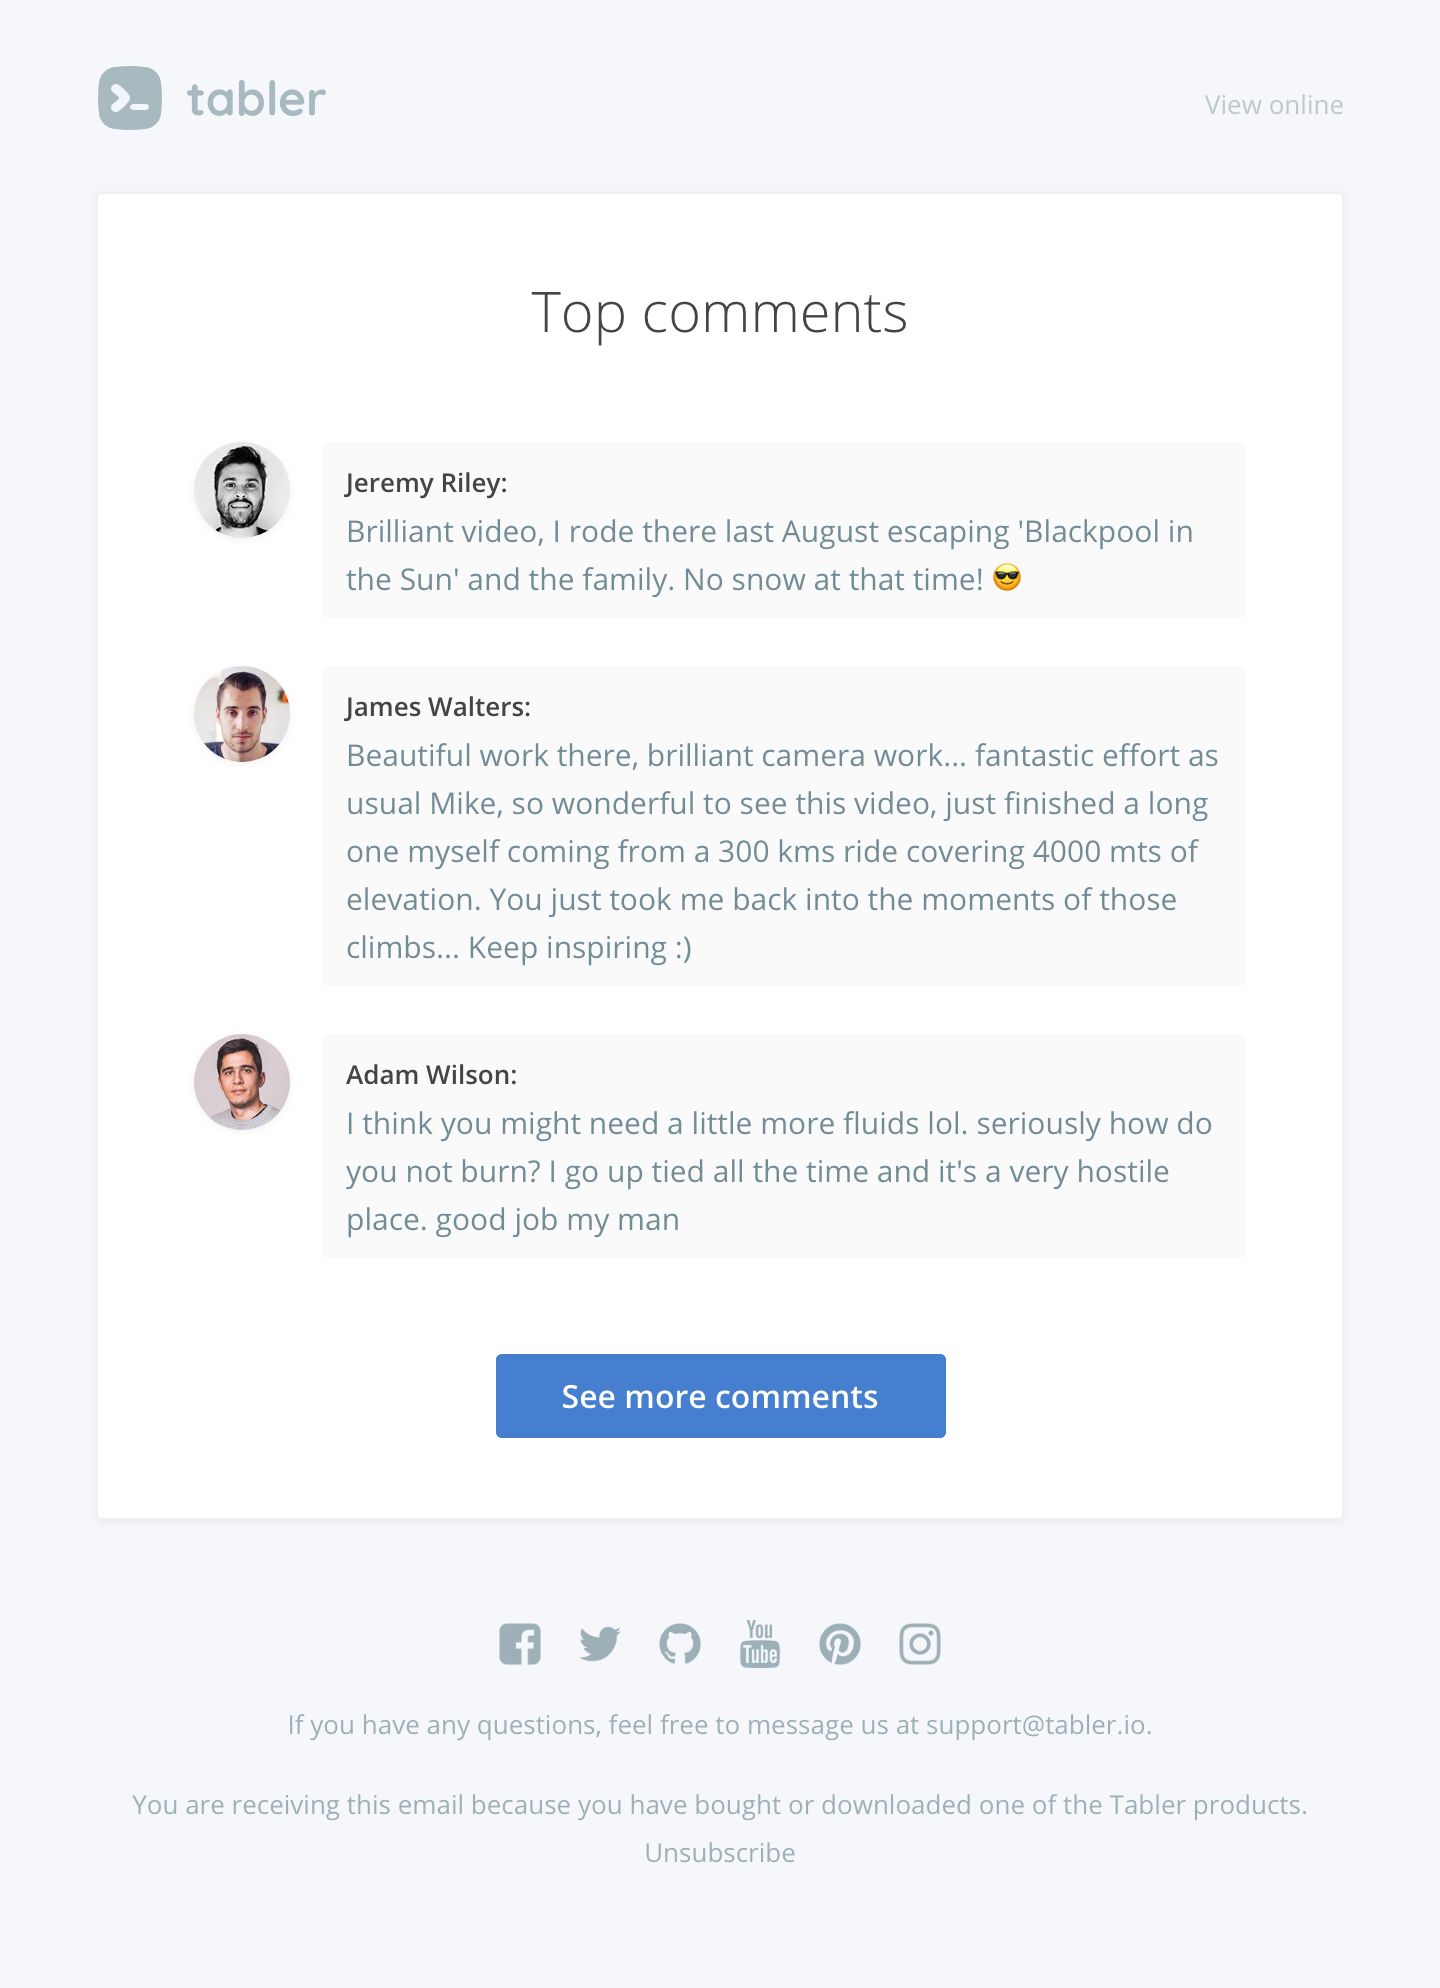 tabler
View online
Top comments
Jeremy Riley:
Brilliant video, I rode there last August escaping 'Blackpool in
the Sun' and the family. No snow at that time! 😎
James Walters:
Beautiful work there, brilliant camera work... fantastic effort as
usual Mike, so wonderful to see this video, just finished a long
one myself coming from a 300 kms ride covering 4000 mts of
elevation. You just took me back into the moments of those
climbs... Keep inspiring :)
Adam Wilson:
I think you might need a little more fluids lol. seriously how do
you not burn? I go up tied all the time and it's a very hostile
place. good job my man
See more comments
You
Tube
If you have any questions, feel free to message us at support@tabler.io.
You are receiving this email because you have bought or downloaded one of the Tabler products.
Unsubscribe